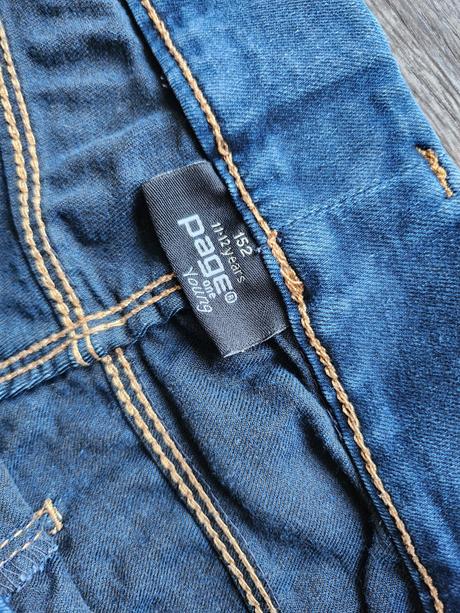 152
11-12 years
page®
one
Young